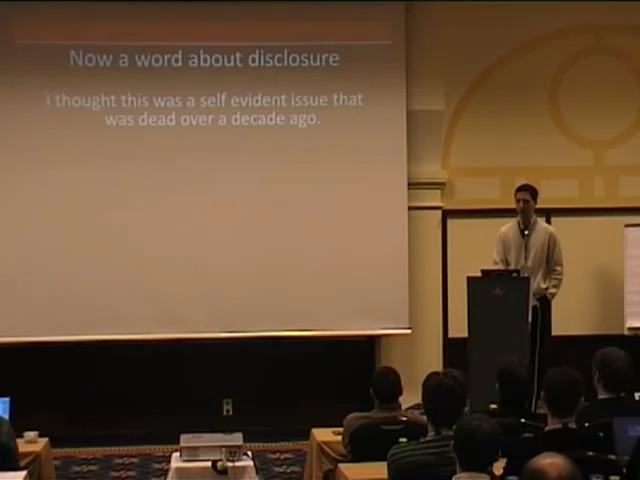 Now a word about disclosure
I thought this was a self evident issue that
was dead over a decade ago.